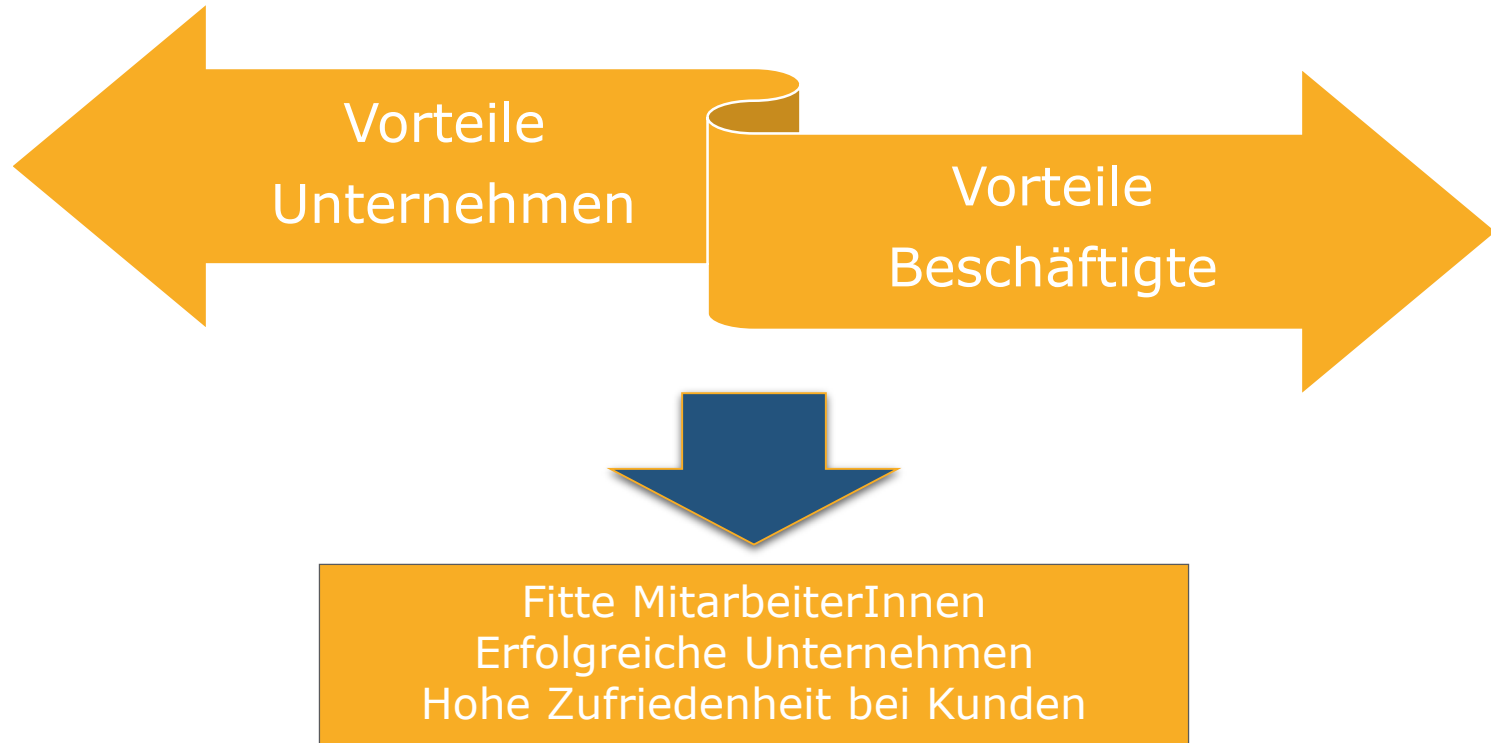 Vorteile
Unternehmen
Vorteile
Beschäftigte
Fitte MitarbeiterInnen
Erfolgreiche Unternehmen
Hohe Zufriedenheit bei Kunden